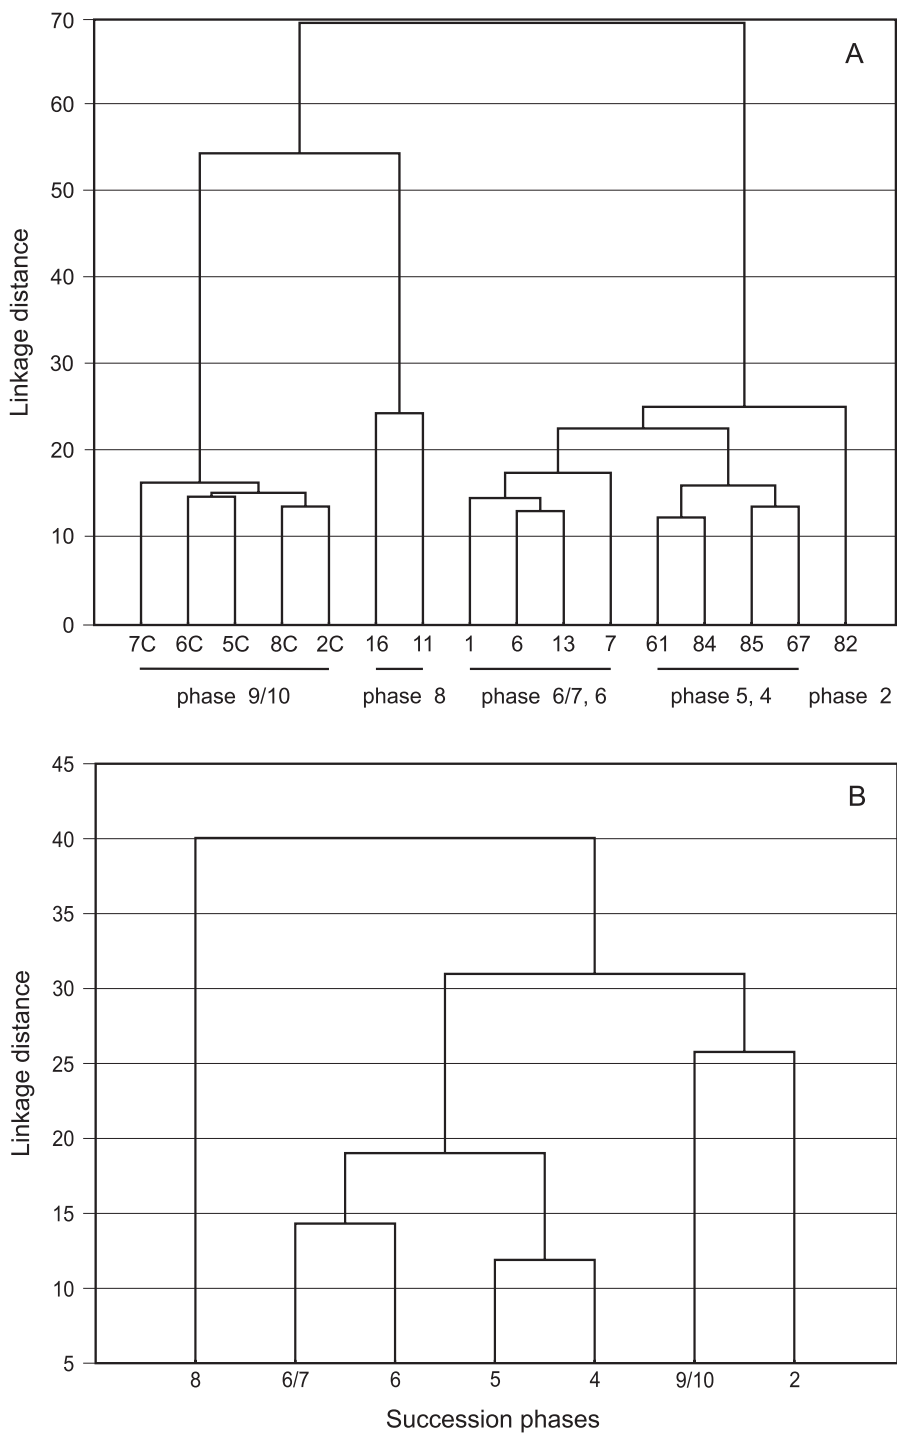 A
Linkage distance
70
60
50
40
30
20
10
0
7C 6C 5C 8C 2C 16 11 1 6 13 7 61 84 85 67 82
phase 9/10 phase 8 phase 6/7, 6 phase 5, 4 phase 2
B
Linkage distance
45
40
35
30
25
20
15
10
5
8 6/7 6 5 4 9/10 2
Succession phases